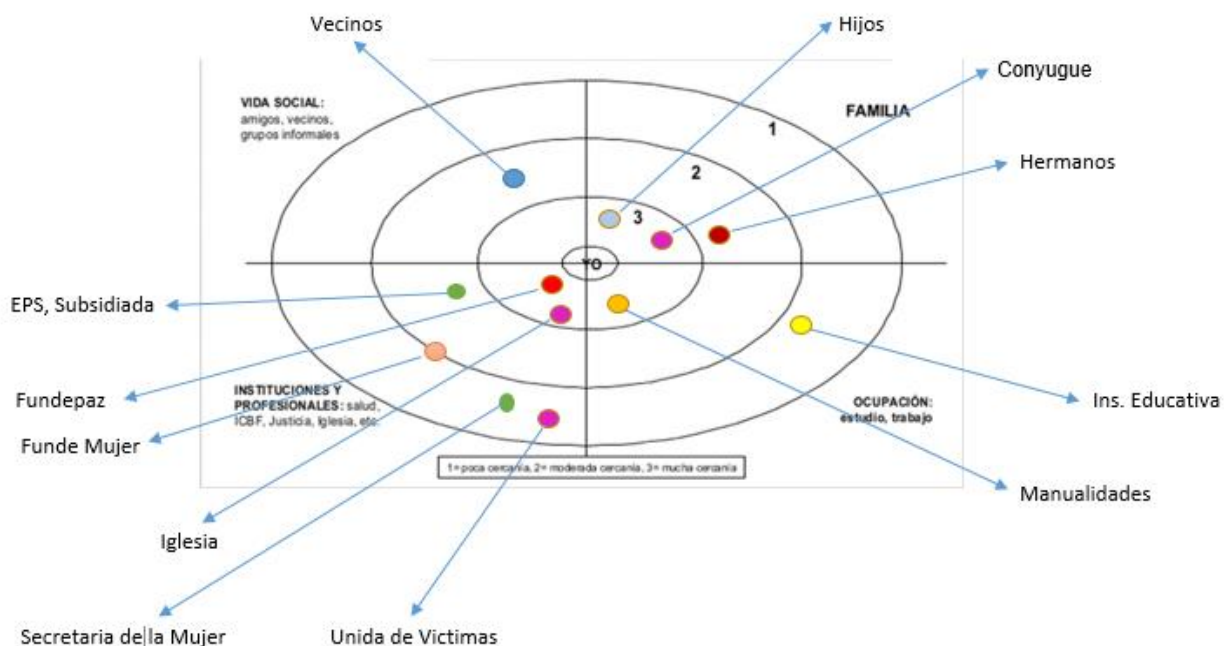 Vecinos
Hijos
Conyugue
VIDA SOCIAL:
amigos, vecinos,
grupos informales
FAMILIA
1
Hermanos
2
3
YO
EPS, Subsidiada
Fundepaz
INSTITUCIONES Y
PROFESIONALES: salud,
ICBF, Justicia, Iglesia, etc.
OCUPACIÓN:
estudio, trabajo
Ins. Educativa
Funde Mujer
1= poca cercanía, 2= moderada cercanía, 3= mucha cercanía
Manualidades
Iglesia
Secretaria de la Mujer
Unida de Victimas